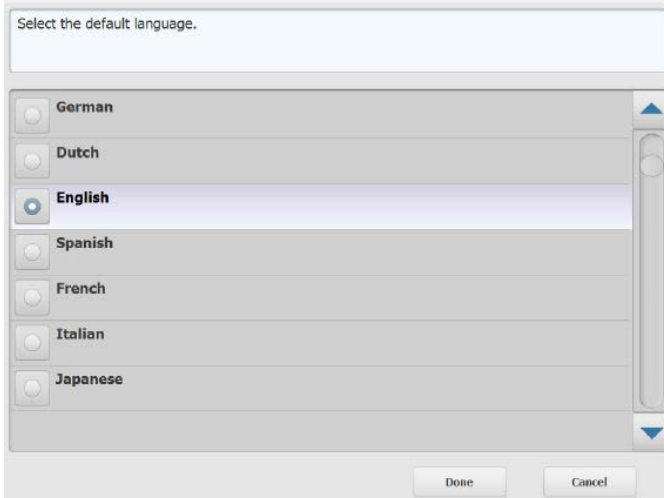 Select the default language.
German
Dutch
English
Spanish
French
Italian
Japanese
Done Cancel